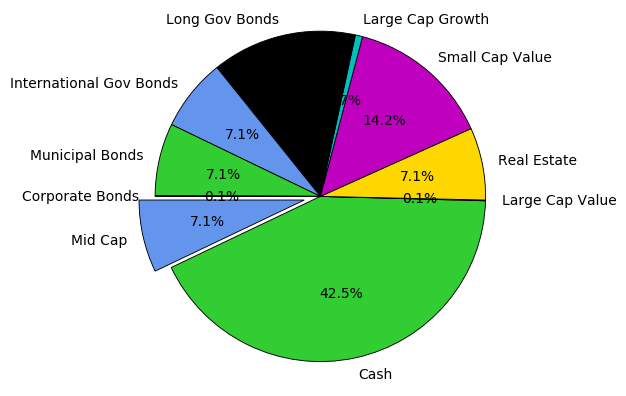 Long Gov Bonds
Large Cap Growth
Small Cap Value
International Gov Bonds
7%
14.2%
7.1%
Municipal Bonds
Real Estate
7.1%
7.1%
Corporate Bonds
0.1%
0.1%
Large Cap Value
7.1%
Mid Cap
42.5%
Cash